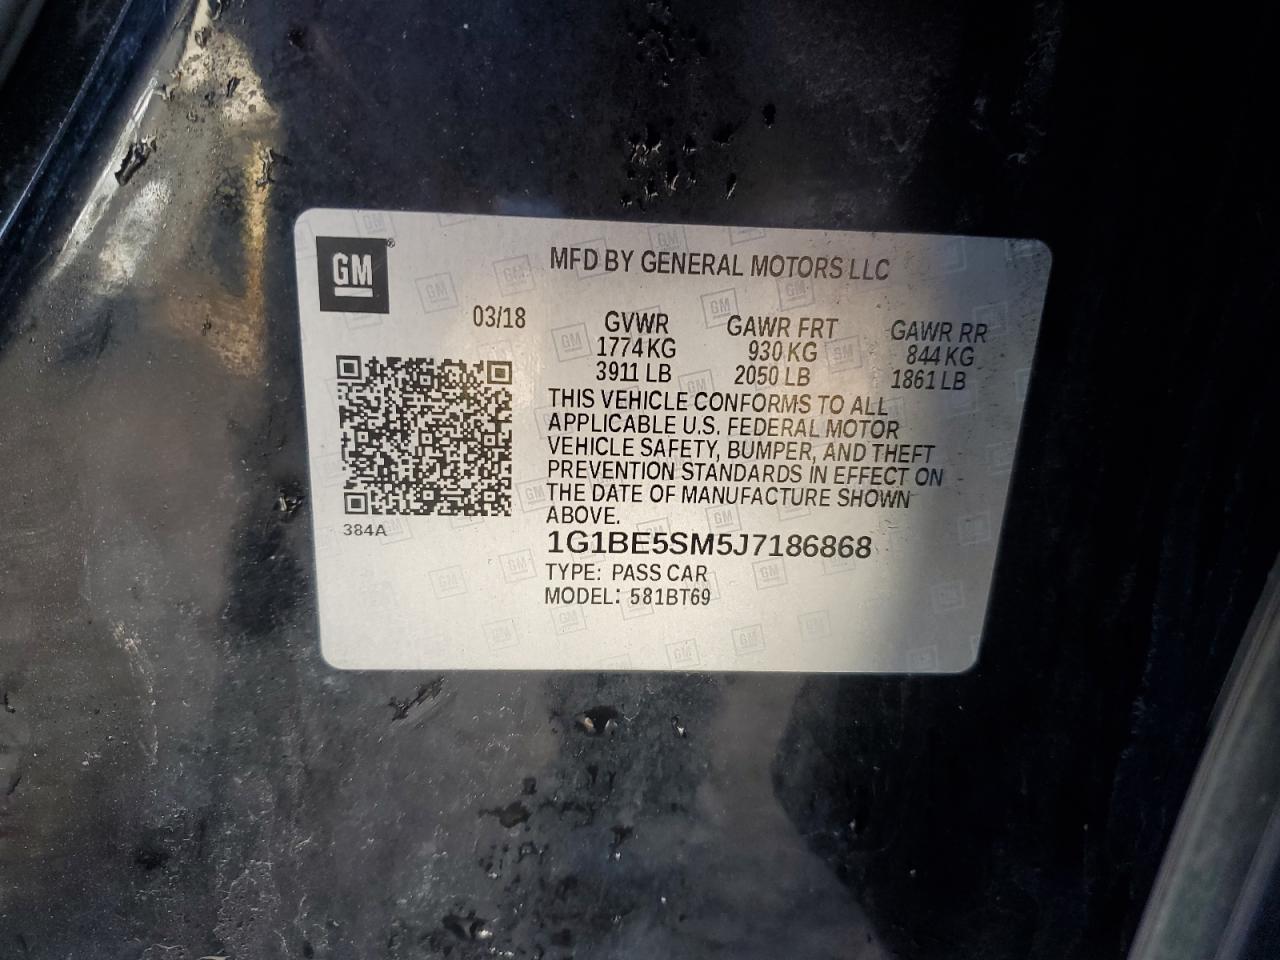 GM
MFD BY GENERAL MOTORS LLC
03/18
GVWR GAWR FRT GAWR RR
1774 KG 930 KG 844 KG
3911 LB 2050 LB 1861 LB
THIS VEHICLE CONFORMS TO ALL
APPLICABLE U.S. FEDERAL MOTOR
VEHICLE SAFETY, BUMPER, AND THEFT
PREVENTION STANDARDS IN EFFECT ON
THE DATE OF MANUFACTURE SHOWN
ABOVE.
384A
1G1BE5SM5J7186868
TYPE: PASS CAR
MODEL: 581BT69